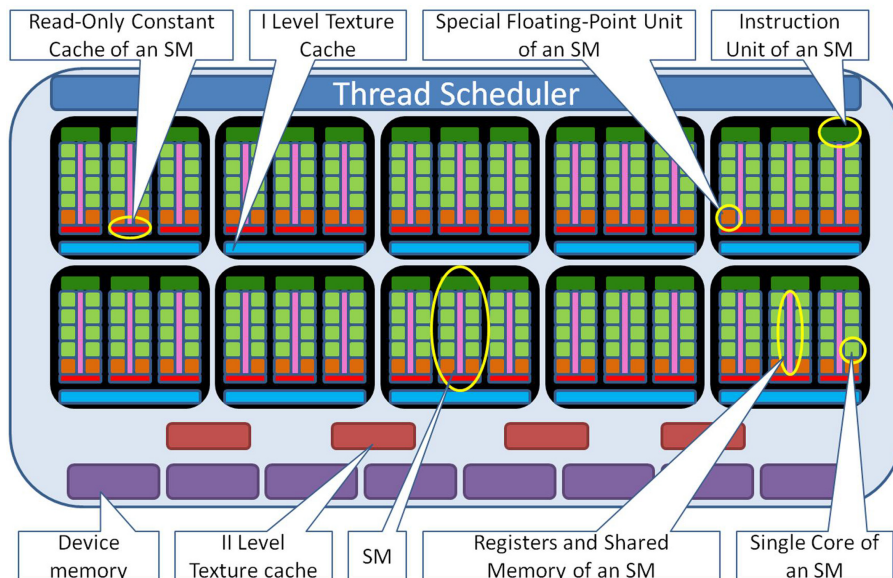 Read-Only Constant
Cache of an SM
I Level Texture
Cache
Special Floating-Point Unit
of an SM
Instruction
Unit of an SM
Thread Scheduler
Device
memory
II Level
Texture cache
SM
Registers and Shared
Memory of an SM
Single Core of
an SM